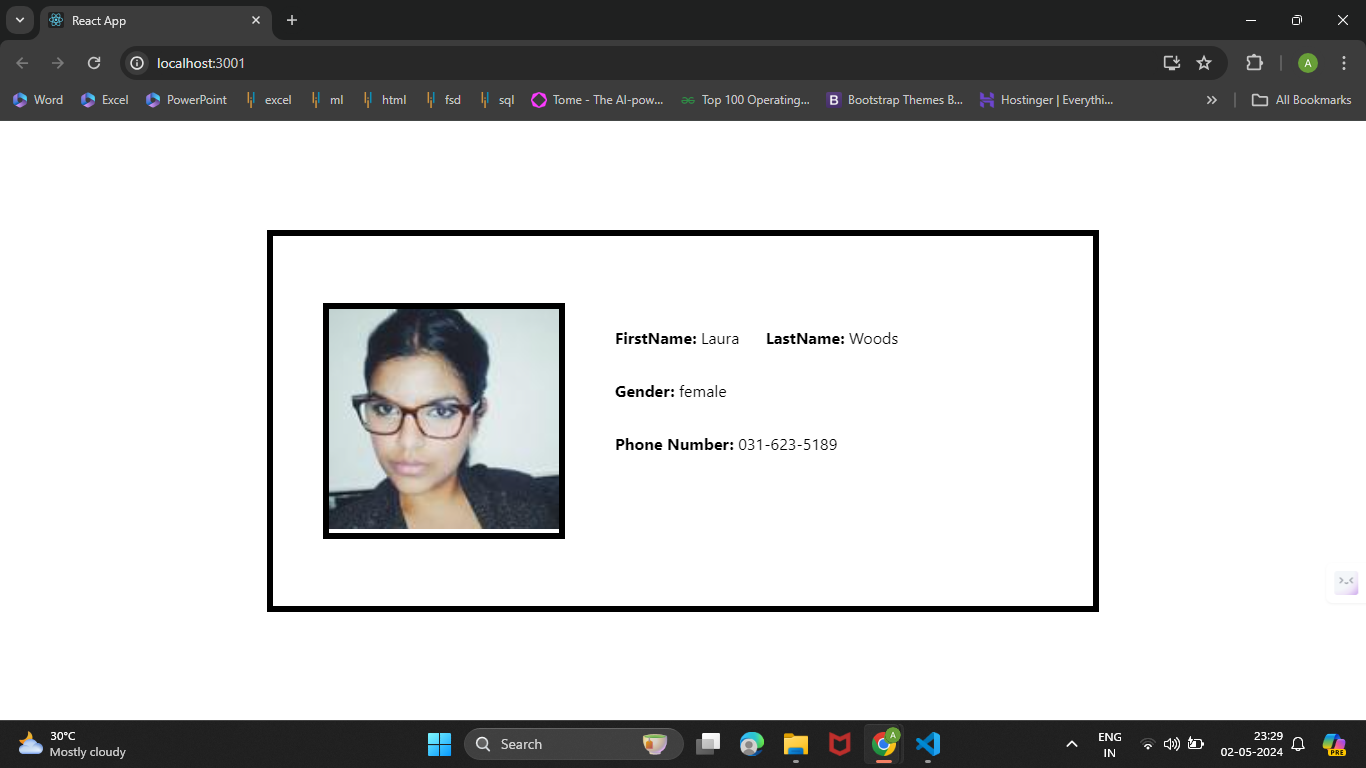 React App
localhost:3001
A
Word Excel PowerPoint excel ml html fsd sql Tome - The AI-pow... Top 100 Operating... B Bootstrap Themes B... Hostinger | Everythi... » All Bookmarks
FirstName: Laura LastName: Woods
Gender: female
Phone Number: 031-623-5189
>_<
30°C
Mostly cloudy
Search
A
ENG
IN
23:29
02-05-2024
PRE